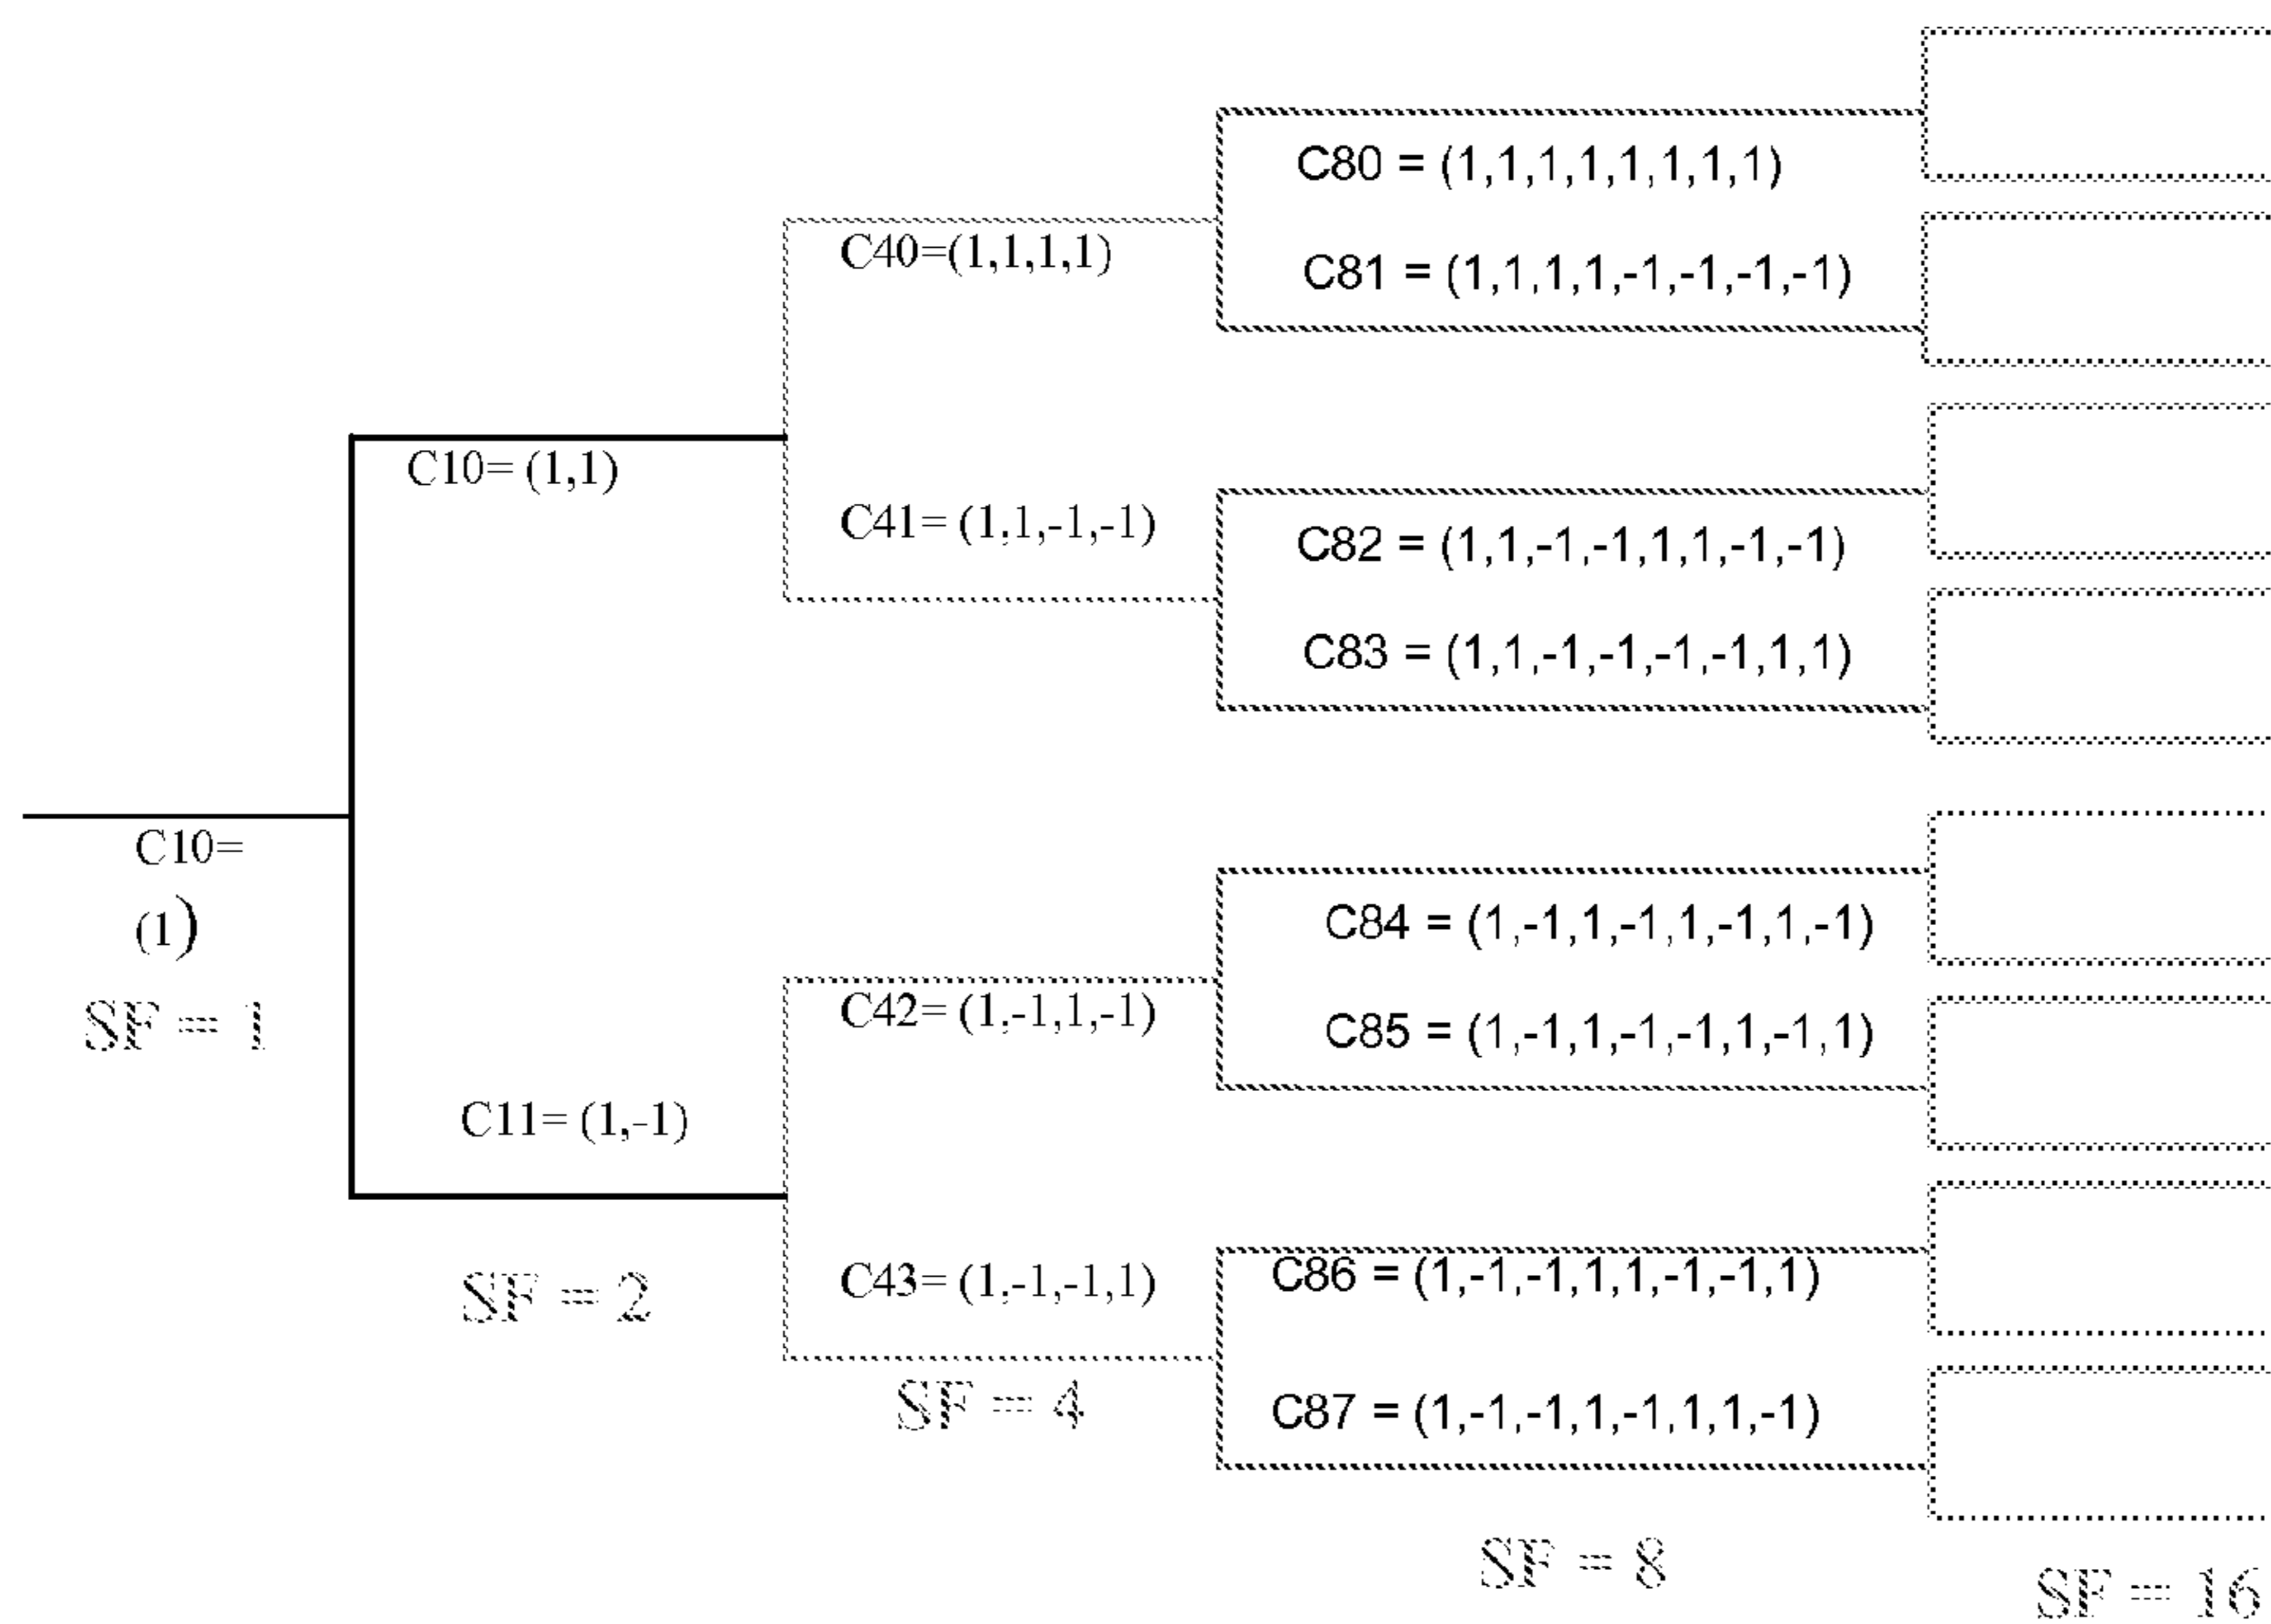 C80 = (1,1,1,1,1,1,1,1)
C40=(1,1,1,1)
C81 = (1,1,1,1,-1,-1,-1,-1)
C10= (1,1)
C41= (1,1,-1,-1)
C82 = (1,1,-1,-1,1,1,-1,-1)
C83 = (1,1,-1,-1,-1,-1,1,1)
C10=
(1)
SF = 1
C84 = (1,-1,1,-1,1,-1,1,-1)
C42= (1,-1,1,-1)
C85 = (1,-1,1,-1,-1,1,-1,1)
C11= (1,-1)
SF = 2
C43= (1,-1,-1,1)
C86 = (1,-1,-1,1,1,-1,-1,1)
SF = 4
C87 = (1,-1,-1,1,-1,1,1,-1)
SF = 8
SF = 16